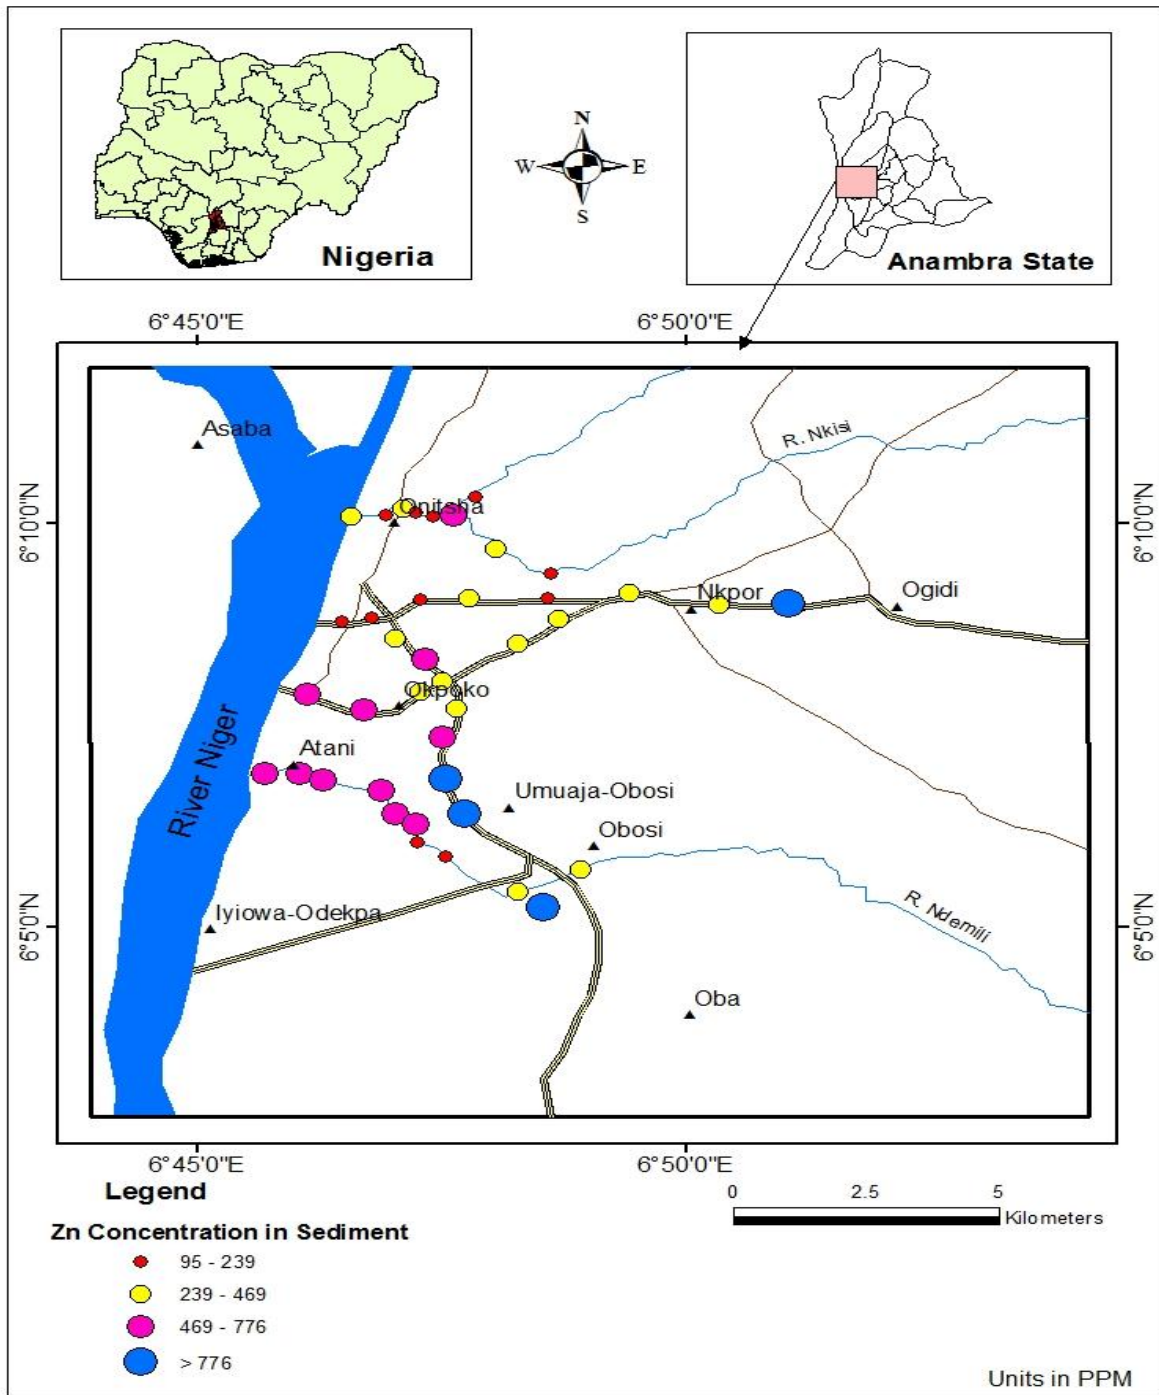 Nigeria
N
W E
S
Anambra State
6°45'0"E
6°50'0"E
6°10'0"N
6°10'0"N
Asaba
R. Nkisi
Onitsha
Nkpor
Ogidi
Okpoko
River Niger
Atani
Umuaja-Obosi
Obosi
6°5'0"N
6°5'0"N
Iyiowa-Odekpa
R. Ndemili
Oba
6°45'0"E
6°50'0"E
Legend
0 2.5 5
Kilometers
Zn Concentration in Sediment
95 - 239
239 - 469
469 - 776
> 776
Units in PPM